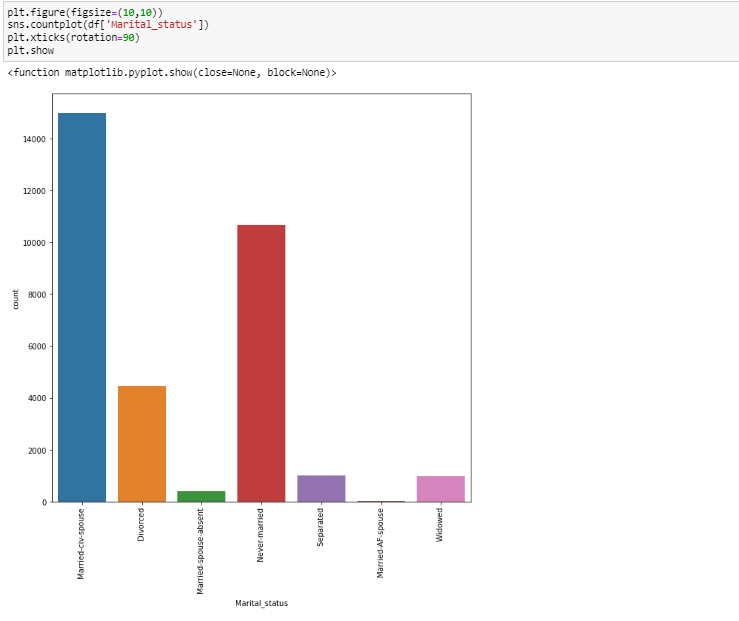 plt.figure(figsize=(10,10))
sns.countplot(df['Marital_status'])
plt.xticks(rotation=90)
plt.show
<function matplotlib.pyplot.show(close=None, block=None)>
14000
12000
10000
8000
6000
4000
2000
0
count
Married-civ-spouse
Divorced
Married-spouse-absent
Never-married
Separated
Married-AF-spouse
Widowed
Marital_status